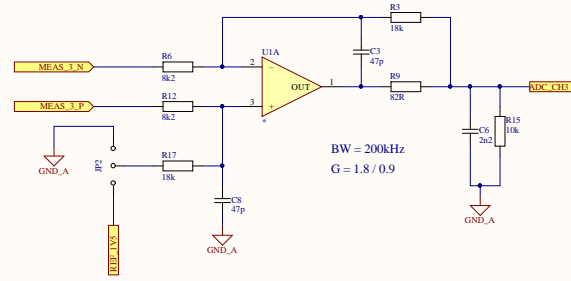 R3
18k
MEAS_3_N
R6
8k2
2
U1A
C3
47p
OUT
1
R9
82R
ADC_CH3
MEAS_3_P
R12
8k2
3
*
JP2
GND_A
R17
18k
C8
47p
GND_A
REF_1V5
BW = 200kHz
G = 1.8 / 0.9
C6
2n2
R15
10k
GND_A